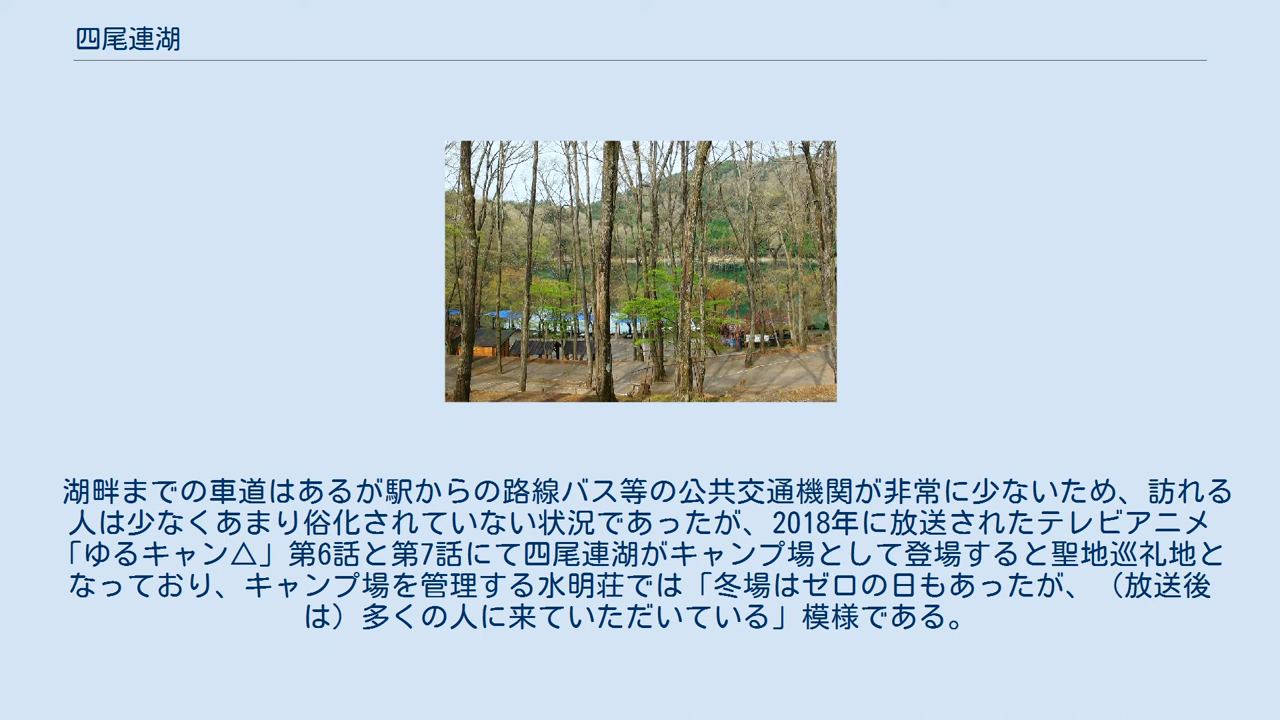 四尾連湖
湖畔までの車道はあるが駅からの路線バス等の公共交通機関が非常に少ないため、訪れる
人は少なくあまり俗化されていない状況であったが、2018年に放送されたテレビアニメ
「ゆるキャン△」第6話と第7話にて四尾連湖がキャンプ場として登場すると聖地巡礼地と
なっており、キャンプ場を管理する水明荘では「冬場はゼロの日もあったが、（放送後
は）多くの人に来ていただいている」模様である。